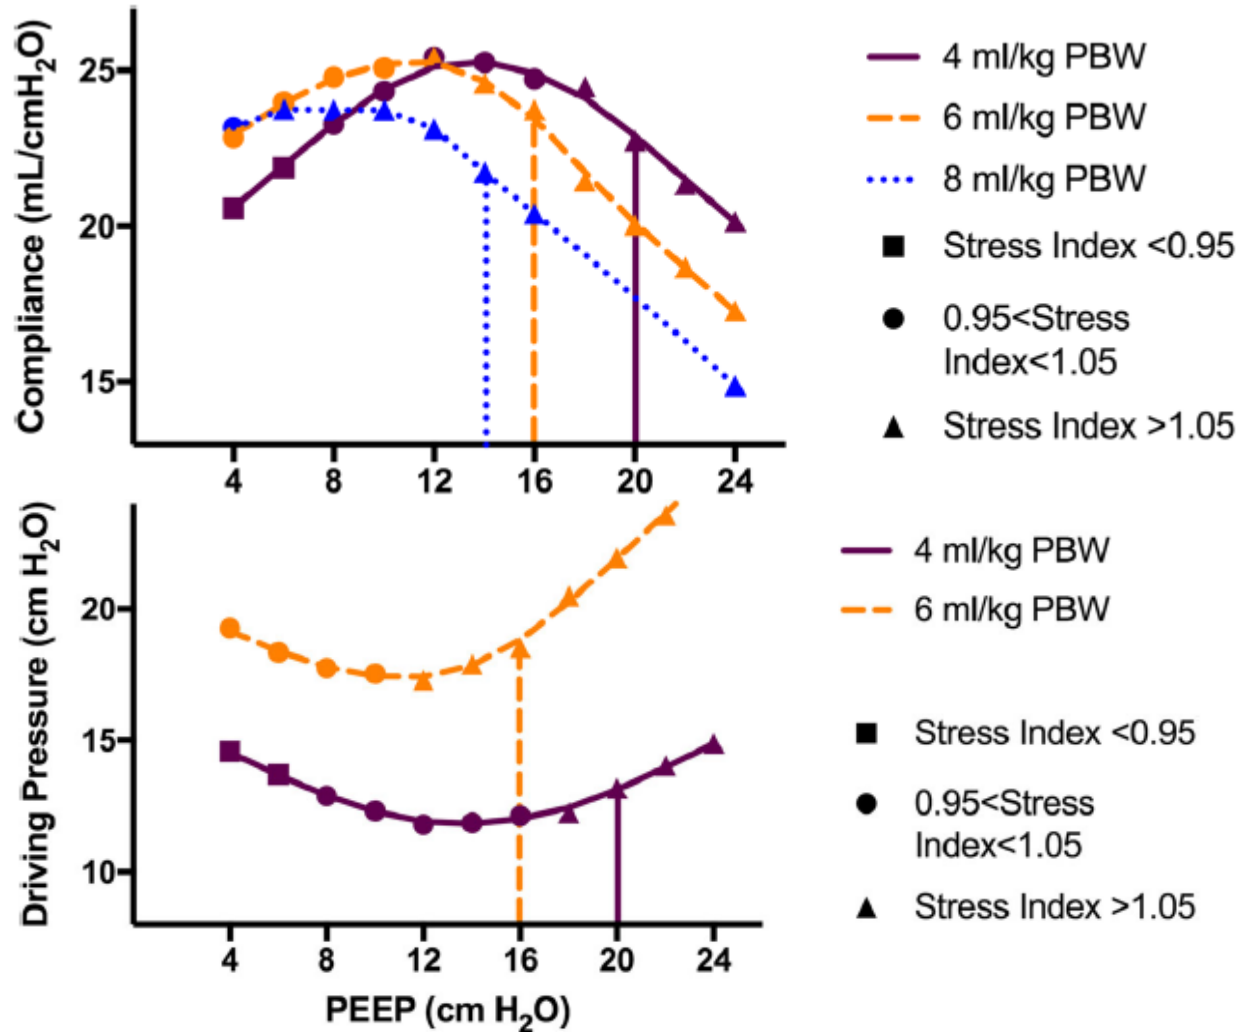 Compliance (mL/cmH₂O)
25
20
15
4 8 12 16 20 24
4 ml/kg PBW
6 ml/kg PBW
8 ml/kg PBW
Stress Index <0.95
0.95<Stress
Index<1.05
Stress Index >1.05
Driving Pressure (cm H₂O)
20
15
10
4 8 12 16 20 24
PEEP (cm H₂O)
4 ml/kg PBW
6 ml/kg PBW
Stress Index <0.95
0.95<Stress
Index<1.05
Stress Index >1.05